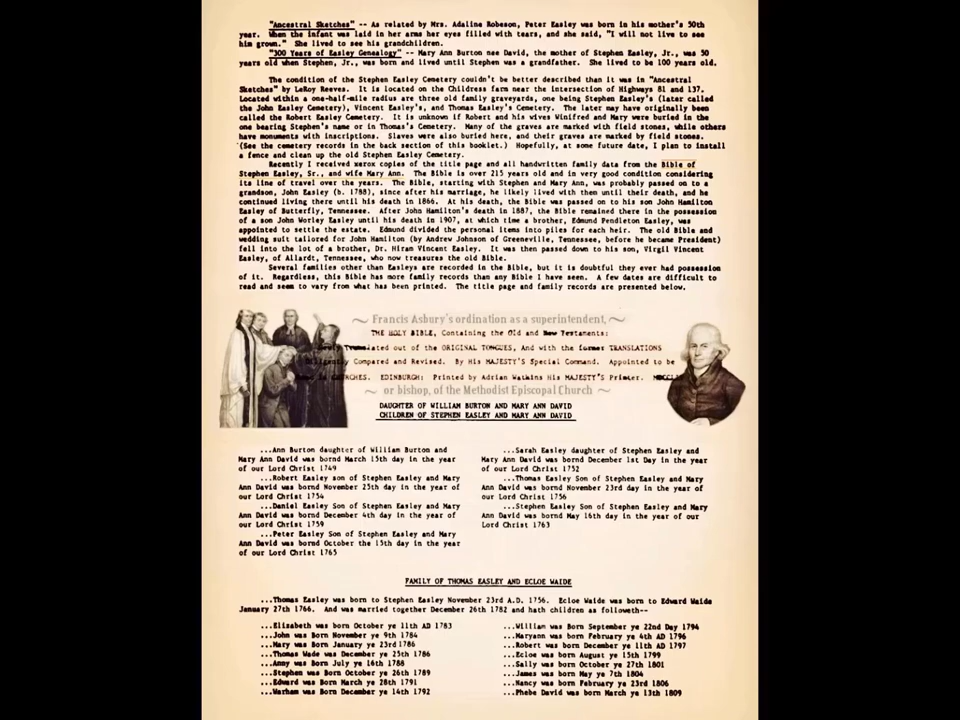 "Ancestral Sketches" -- As related by Mrs. Adaline Robeson, Peter Easley was born in his mother's 50th
year. When the infant was laid in her arms her eyes filled with tears, and she said, "I will not live to see
him grown." She lived to see his grandchildren.
"300 Years of Easley Genealogy" -- Mary Ann Burton nee David, the mother of Stephen Easley, Jr., was 50
years old when Stephen, Jr., was born and lived until Stephen was a grandfather. She lived to be 100 years old.
The condition of the Stephen Easley Cemetery couldn't be better described than it was in "Ancestral
Sketches" by LeRoy Reeves. It is located on the Childress farm near the intersection of Highways 81 and 137.
Located within a one-half-mile radius are three old family graveyards, one being Stephen Easley's (later called
the John Easley Cemetery), Vincent Easley's, and Thomas Easley's Cemetery. The later may have originally been
called the Robert Easley Cemetery. It is unknown if Robert and his wives Winifred and Mary were buried in the
one bearing Stephen's name or in Thomas's Cemetery. Many of the graves are marked with field stones, while others
have monuments with inscriptions. Slaves were also buried here, and their graves are marked by field stones.
(See the cemetery records in the back section of this booklet.) Hopefully, at some future date, I plan to install
a fence and clean up the old Stephen Easley Cemetery.
Recently I received xerox copies of the title page and all handwritten family data from the Bible of
Stephen Easley, Sr., and wife Mary Ann. The Bible is over 215 years old and in very good condition considering
its line of travel over the years. The Bible, starting with Stephen and Mary Ann, was probably passed on to a
grandson, John Easley (b. 1788), since after his marriage, he likely lived with them until their death, and he
continued living there until his death in 1866. At his death, the Bible was passed on to his son John Hamilton
Easley of Butterfly, Tennessee. After John Hamilton's death in 1887, the Bible remained there in the possession
of a son John Worley Easley until his death in 1907, at which time a brother, Edmund Pendleton Easley, was
appointed to settle the estate. Edmund divided the personal items into piles for each heir. The old Bible and
wedding suit tailored for John Hamilton (by Andrew Johnson of Greeneville, Tennessee, before he became President)
fell into the lot of a brother, Dr. Hiram Vincent Easley. It was then passed down to his son, Virgil Vincent
Easley, of Allardt, Tennessee, who now treasures the old Bible.
Several families other than Easleys are recorded in the Bible, but it is doubtful they ever had possession
of it. Regardless, this Bible has more family records than any Bible I have seen. A few dates are difficult to
read and seem to vary from what has been printed. The title page and family records are presented below.
~ Francis Asbury's ordination as a superintendent, ~
THE HOLY BIBLE, Containing the Old and New Testaments:
Translated out of the ORIGINAL TONGUES, And with the former TRANSLATIONS
Diligently Compared and Revised. By His MAJESTY'S Special Command. Appointed to be
CHURCHES. EDINBURGH: Printed by Adrian Watkins His MAJESTY'S Printer.
~ or bishop, of the Methodist Episcopal Church ~
DAUGHTER OF WILLIAM BURTON AND MARY ANN DAVID
CHILDREN OF STEPHEN EASLEY AND MARY ANN DAVID
...Ann Burton daughter of William Burton and
Mary Ann David was bornd March 15th day in the year
of our Lord Christ 1749
...Robert Easley son of Stephen Easley and Mary
Ann David was bornd November 25th day in the year of
our Lord Christ 1754
...Daniel Easley Son of Stephen Easley and Mary
Ann David was bornd December 4th day in the year of
our Lord Christ 1759
...Peter Easley Son of Stephen Easley and Mary
Ann David was bornd October the 15th day in the year
of our Lord Christ 1765
...Sarah Easley daughter of Stephen Easley and
Mary Ann David was bornd December 1st Day in the year
of our Lord Christ 1752
...Thomas Easley Son of Stephen Easley and Mary
Ann David was bornd November 23rd day in the year of
our Lord Christ 1756
...Stephen Easley Son of Stephen Easley and Mary
Ann David was bornd May 16th day in the year of our
Lord Christ 1763
FAMILY OF THOMAS EASLEY AND ECLOE WAIDE
...Thomas Easley was born to Stephen Easley November 23rd A.D. 1756. Ecloe Waide was born to Edward Waide
January 27th 1766. And was married together December 26th 1782 and hath children as followeth--
...Elizabeth was born October ye 11th AD 1783
...John was Born November ye 9th 1784
...Mary was Born January ye 23rd 1786
...Thomas Wade was December ye 25th 1786
...Anny was Born July ye 16th 1788
...Stephen was Born October ye 26th 1789
...Edward was Born March ye 28th 1791
...Warham was Born December ye 14th 1792
...William was Born September ye 22nd Day 1794
...Maryann was Born February ye 4th AD 1796
...Robert was Born December ye 11th AD 1797
...Ecloe was born August ye 15th 1799
...Sally was born October ye 27th 1801
...James was born May ye 7th 1804
...Nancy was born February ye 23rd 1806
...Phebe David was born March ye 13th 1809